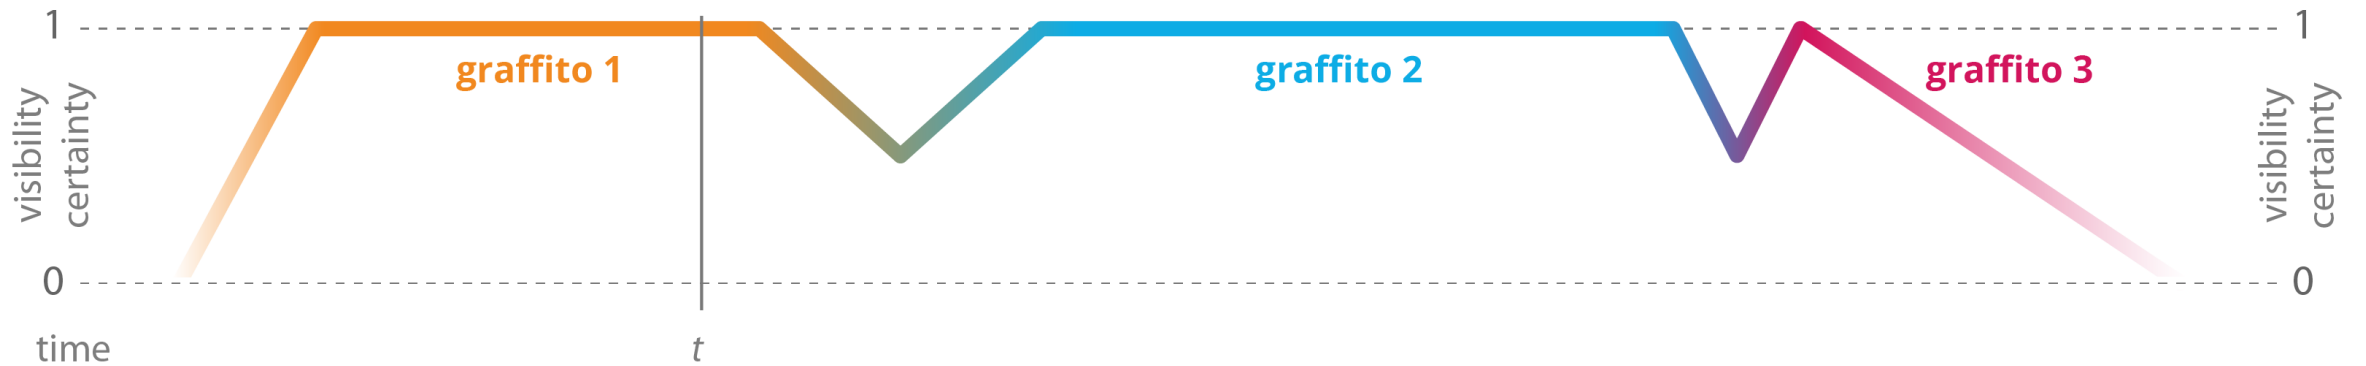 1
1
graffito 1
graffito 2
graffito 3
visibility
certainty
visibility
certainty
0
0
time
t